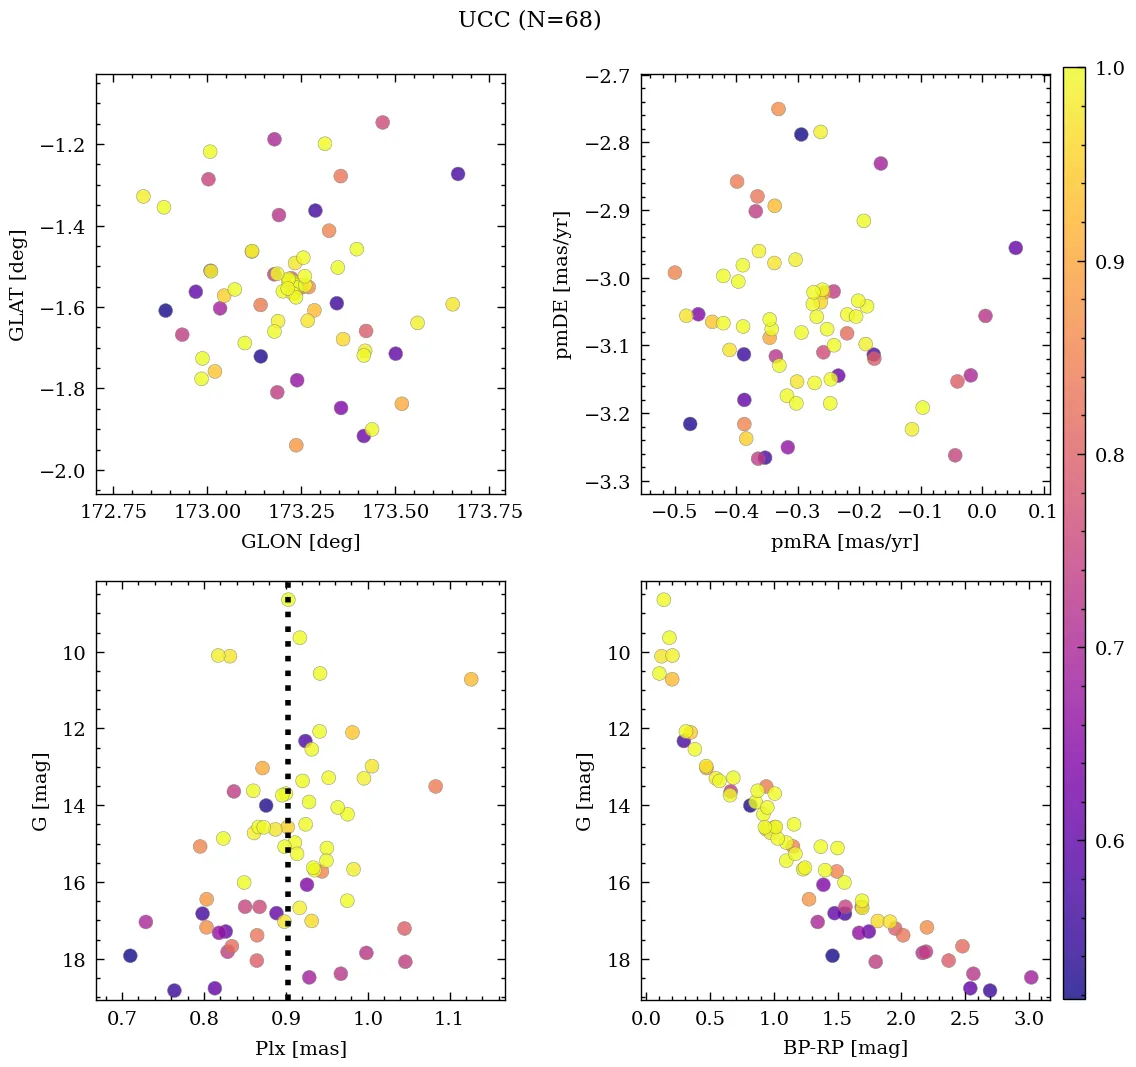 UCC (N=68)
−1.2
−1.4
−1.6
−1.8
−2.0
GLAT [deg]
172.75 173.00 173.25 173.50 173.75
GLON [deg]
−2.7
−2.8
−2.9
−3.0
−3.1
−3.2
−3.3
pmDE [mas/yr]
−0.5 −0.4 −0.3 −0.2 −0.1 0.0 0.1
pmRA [mas/yr]
1.0
0.9
0.8
0.7
0.6
10
12
14
16
18
G [mag]
0.7 0.8 0.9 1.0 1.1
Plx [mas]
10
12
14
16
18
G [mag]
0.0 0.5 1.0 1.5 2.0 2.5 3.0
BP-RP [mag]